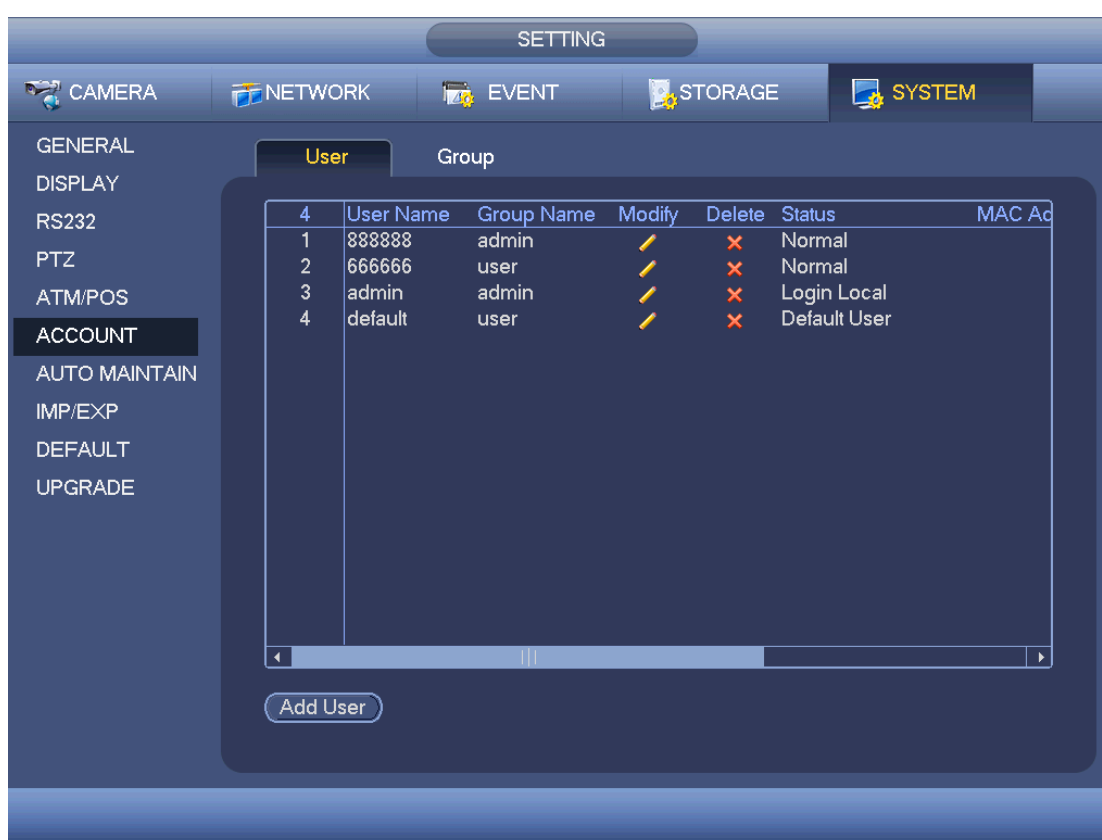 SETTING
CAMERA NETWORK EVENT STORAGE SYSTEM
GENERAL
DISPLAY
RS232
PTZ
ATM/POS
ACCOUNT
AUTO MAINTAIN
IMP/EXP
DEFAULT
UPGRADE
User Group
4 User Name Group Name Modify Delete Status MAC Ad
1 888888 admin Normal
2 666666 user Normal
3 admin admin Login Local
4 default user Default User
Add User